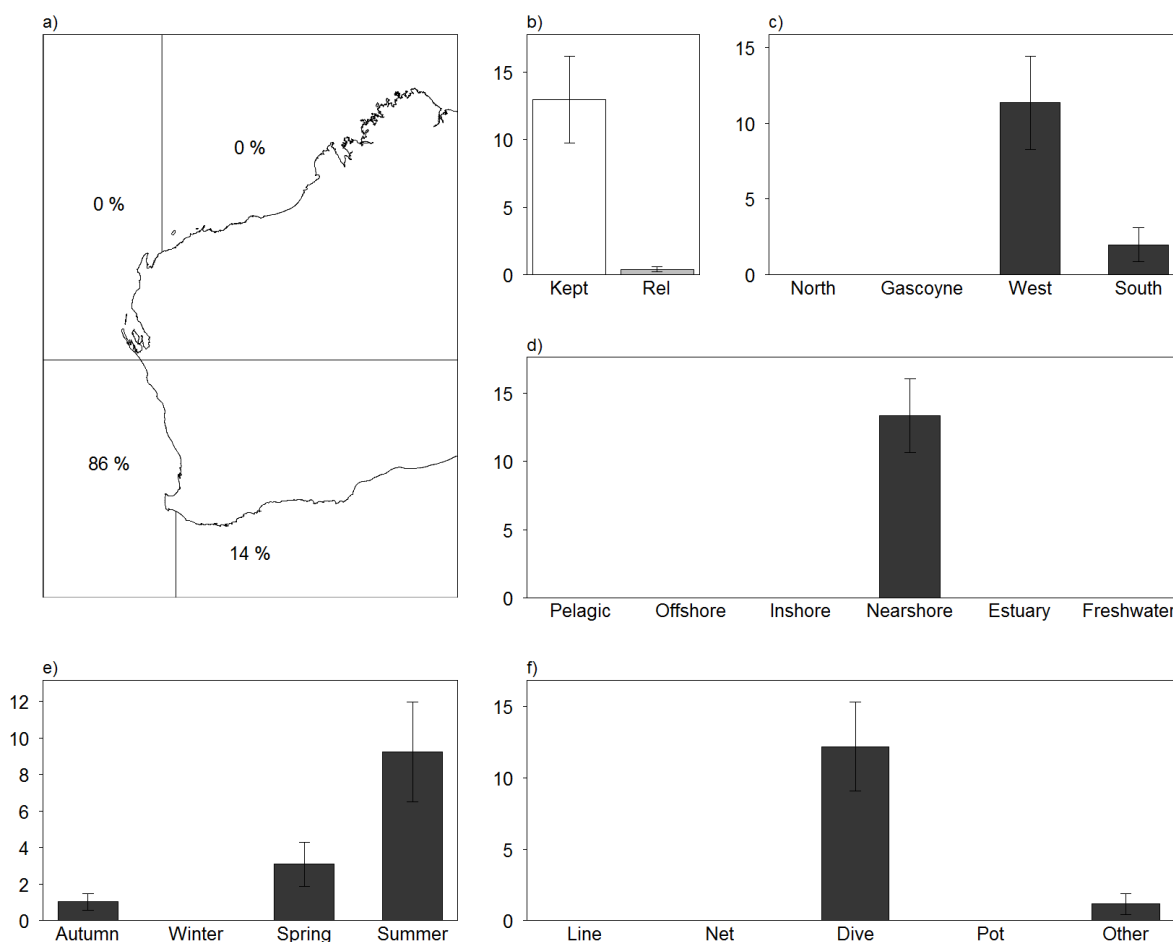 a)
0 %
0 %
86 %
14 %
b)
15
10
5
0
Kept Rel
c)
15
10
5
0
North Gascoyne West South
d)
15
10
5
0
Pelagic Offshore Inshore Nearshore Estuary Freshwater
e)
12
10
8
6
4
2
0
Autumn Winter Spring Summer
f)
15
10
5
0
Line Net Dive Pot Other